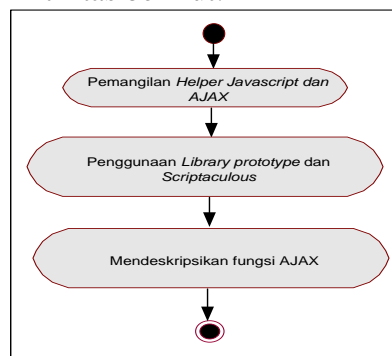 Pemangilan Helper Javascript dan
AJAX
Penggunaan Library prototype dan
Scriptaculous
Mendeskripsikan fungsi AJAX